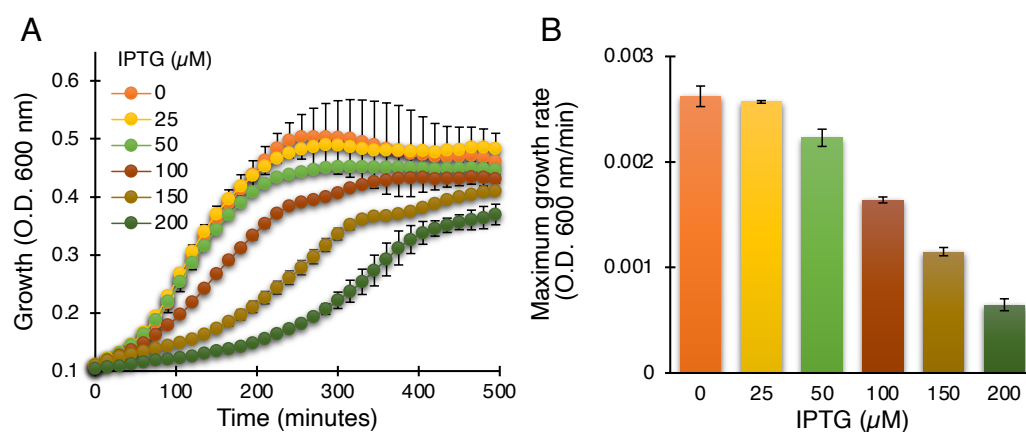 A
IPTG (µM)
0
25
50
100
150
200
Growth (O.D. 600 nm)
0.6
0.5
0.4
0.3
0.2
0.1
0 100 200 300 400 500
Time (minutes)
B
Maximum growth rate
(O.D. 600 nm/min)
0.003
0.002
0.001
0
0 25 50 100 150 200
IPTG (µM)